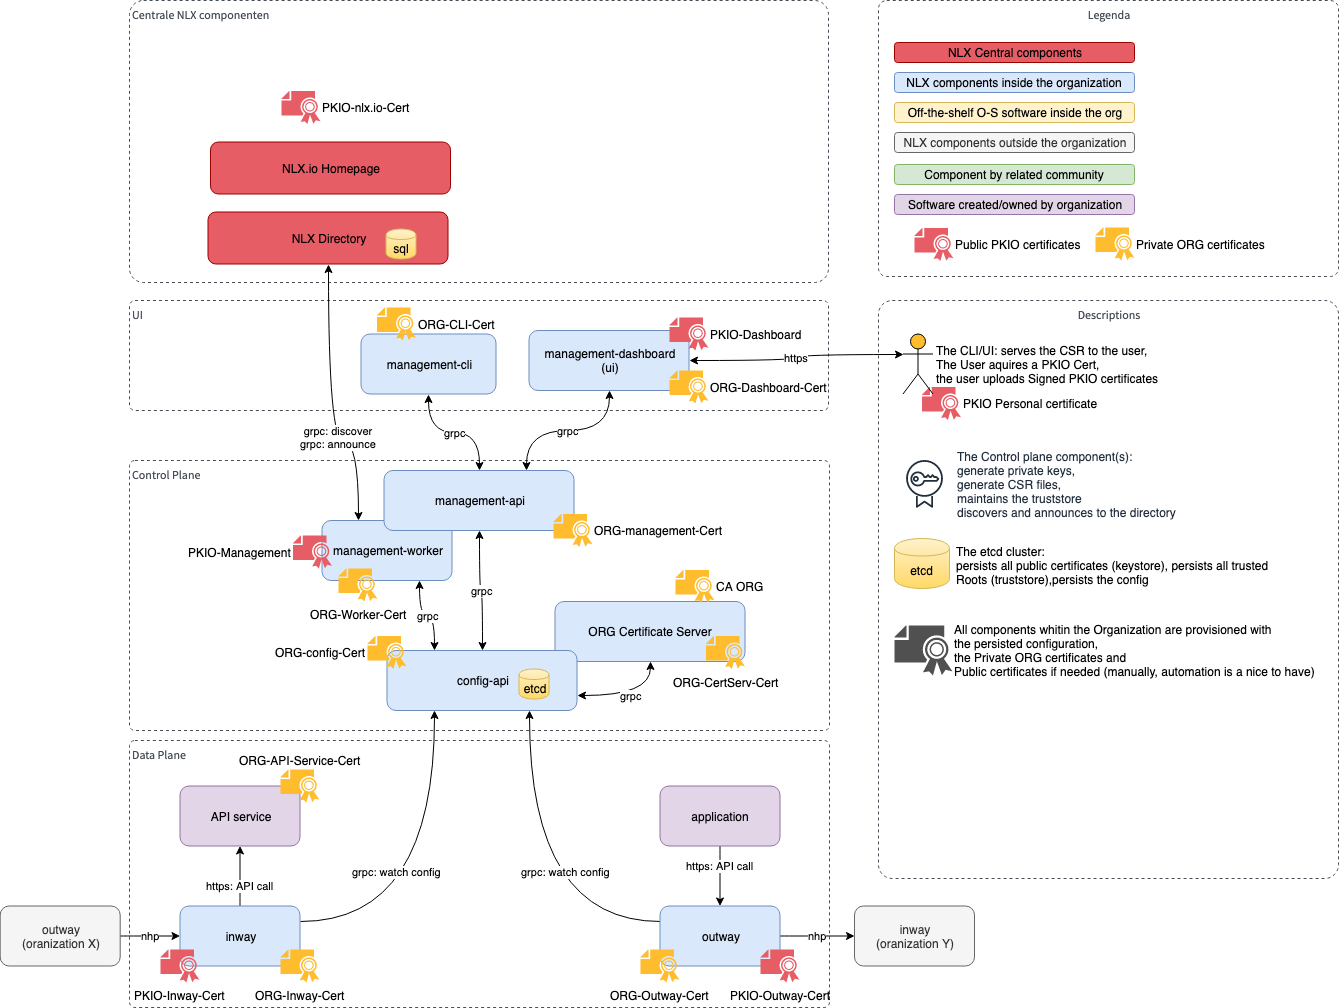 Centrale NLX componenten
PKIO-nlx.io-Cert
NLX.io Homepage
NLX Directory
sql
Legenda
NLX Central components
NLX components inside the organization
Off-the-shelf O-S software inside the org
NLX components outside the organization
Component by related community
Software created/owned by organization
Public PKIO certificates
Private ORG certificates
UI
ORG-CLI-Cert
management-cli
management-dashboard
(ui)
PKIO-Dashboard
ORG-Dashboard-Cert
https
grpc: discover
grpc: announce
grpc
grpc
Descriptions
The CLI/UI: serves the CSR to the user,
The User aquires a PKIO Cert,
the user uploads Signed PKIO certificates
PKIO Personal certificate
The Control plane component(s):
generate private keys,
generate CSR files,
maintains the truststore
discovers and announces to the directory
etcd
The etcd cluster:
persists all public certificates (keystore), persists all trusted
Roots (truststore),persists the config
All components whitin the Organization are provisioned with
the persisted configuration,
the Private ORG certificates and
Public certificates if needed (manually, automation is a nice to have)
Control Plane
management-api
ORG-management-Cert
PKIO-Management
management-worker
ORG-Worker-Cert
grpc
grpc
CA ORG
ORG Certificate Server
ORG-CertServ-Cert
ORG-config-Cert
config-api
etcd
grpc
Data Plane
ORG-API-Service-Cert
API service
application
https: API call
https: API call
grpc: watch config
grpc: watch config
outway
(oranization X)
nhp
inway
PKIO-Inway-Cert
ORG-Inway-Cert
outway
ORG-Outway-Cert
PKIO-Outway-Cert
nhp
inway
(oranization Y)